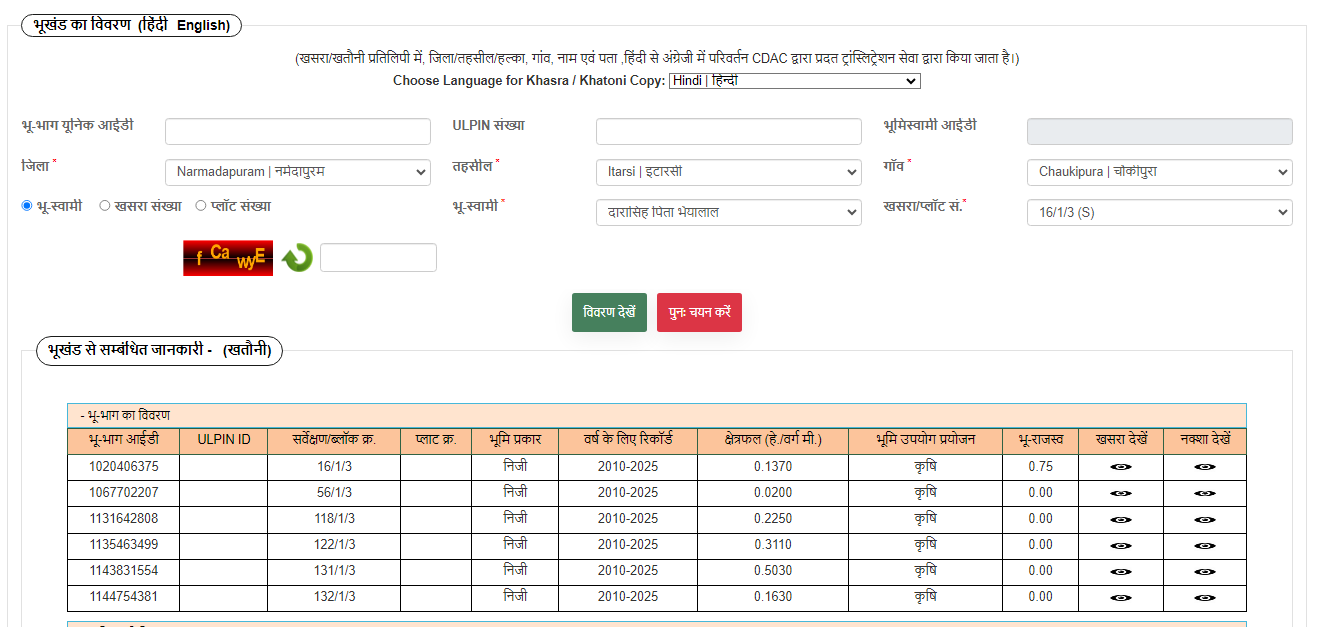 भूखंड का विवरण (हिंदी English)
(खसरा/खतौनी प्रतिलिपी में, जिला/तहसील/हल्का, गांव, नाम एवं पता ,हिंदी से अंग्रेजी में परिवर्तन CDAC द्वारा प्रदत ट्रांस्लिट्रेशन सेवा द्वारा किया जाता है।)
Choose Language for Khasra / Khatoni Copy: Hindi | हिन्दी
भू-भाग यूनिक आईडी ULPIN संख्या भूमिस्वामी आईडी
जिला * Narmadapuram | नर्मदापुरम तहसील * Itarsi | इटारसी गाँव * Chaukipura | चौकीपुरा
भू-स्वामी खसरा संख्या प्लॉट संख्या भू-स्वामी * दारासिंह पिता भैयालाल खसरा/प्लॉट सं.* 16/1/3 (S)
f Ca wyE
विवरण देखें पुनः चयन करें
भूखंड से सम्बंधित जानकारी - (खतौनी)
- भू-भाग का विवरण
भू-भाग आईडी ULPIN ID सर्वेक्षण/ब्लॉक क्र. प्लाट क्र. भूमि प्रकार वर्ष के लिए रिकॉर्ड क्षेत्रफल (हे./वर्ग मी.) भूमि उपयोग प्रयोजन भू-राजस्व खसरा देखें नक्शा देखें
1020406375 16/1/3 निजी 2010-2025 0.1370 कृषि 0.75
1067702207 56/1/3 निजी 2010-2025 0.0200 कृषि 0.00
1131642808 118/1/3 निजी 2010-2025 0.2250 कृषि 0.00
1135463499 122/1/3 निजी 2010-2025 0.3110 कृषि 0.00
1143831554 131/1/3 निजी 2010-2025 0.5030 कृषि 0.00
1144754381 132/1/3 निजी 2010-2025 0.1630 कृषि 0.00